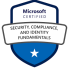 Microsoft
CERTIFIED
SECURITY, COMPLIANCE,
AND IDENTITY
FUNDAMENTALS